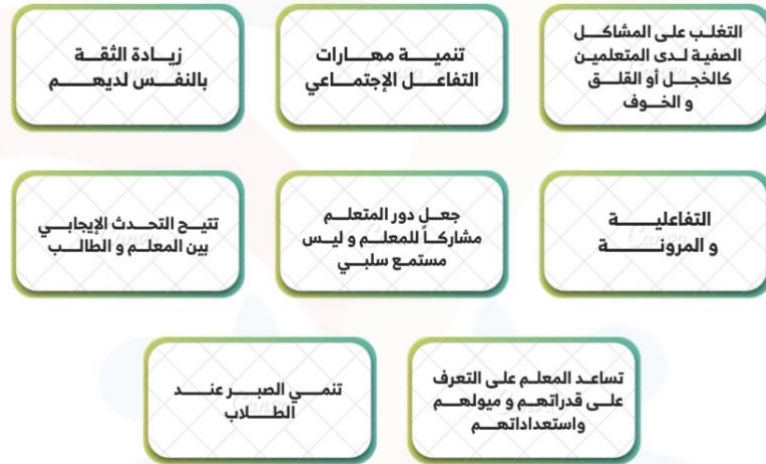 التغلب على المشاكل
الصفية لدى المتعلمين
كالخجل أو القلق
و الخوف
تنمية مهارات
التفاعل الإجتماعي
زيادة الثقة
بالنفس لديهم
التفاعلية
و المرونة
جعل دور المتعلم
مشاركاً للمعلم و ليس
مستمع سلبي
تتيح التحدث الإيجابي
بين المعلم و الطالب
تساعد المعلم على التعرف
على قدراتهم و ميولهم
واستعداداتهم
تنمي الصبر عند
الطلاب